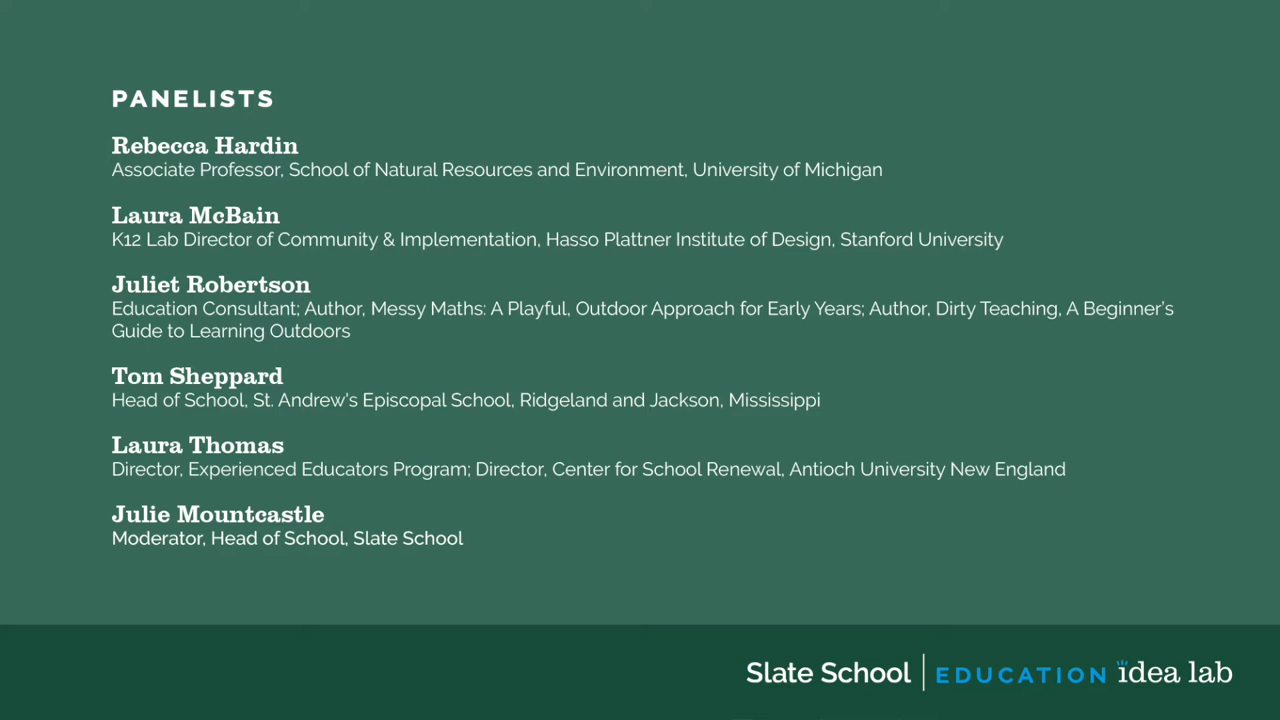 PANELISTS
Rebecca Hardin
Associate Professor, School of Natural Resources and Environment, University of Michigan
Laura McBain
K12 Lab Director of Community & Implementation, Hasso Plattner Institute of Design, Stanford University
Juliet Robertson
Education Consultant; Author, Messy Maths: A Playful, Outdoor Approach for Early Years; Author, Dirty Teaching, A Beginner's
Guide to Learning Outdoors
Tom Sheppard
Head of School, St. Andrew's Episcopal School, Ridgeland and Jackson, Mississippi
Laura Thomas
Director, Experienced Educators Program; Director, Center for School Renewal, Antioch University New England
Julie Mountcastle
Moderator, Head of School, Slate School
Slate School | EDUCATION idea lab